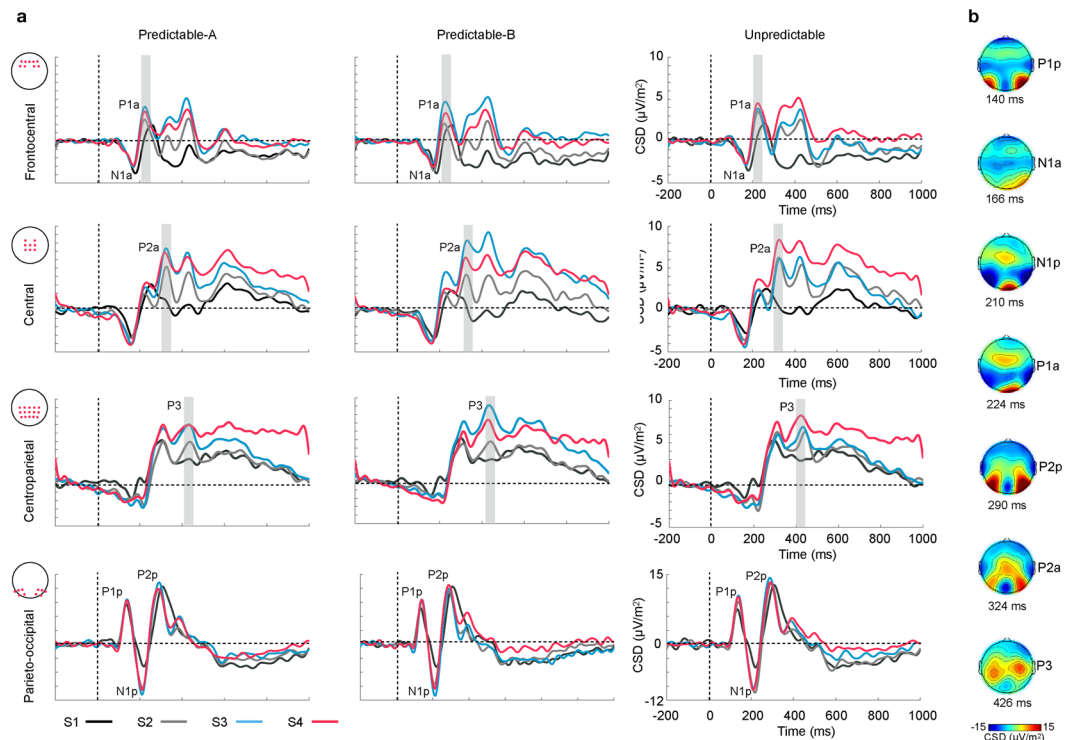 a
b
Predictable-A
Predictable-B
Unpredictable
Frontocentral
P1a
N1a
P1a
N1a
CSD (µV/m²)
10
5
0
-5
P1a
N1a
-200 0 200 400 600 800 1000
Time (ms)
Central
P2a
P2a
10
5
0
-5
P2a
-200 0 200 400 600 800 1000
Time (ms)
Centroparietal
P3
P3
CSD (µV/m²)
10
5
0
-5
P3
-200 0 200 400 600 800 1000
Time (ms)
Parieto-occipital
P1p
P2p
N1p
P1p
P2p
N1p
CSD (µV/m²)
15
0
-12
P1p
P2p
N1p
-200 0 200 400 600 800 1000
Time (ms)
S1
S2
S3
S4
P1p
140 ms
N1a
166 ms
N1p
210 ms
P1a
224 ms
P2p
290 ms
P2a
324 ms
P3
426 ms
-15 15
CSD (µV/m²)